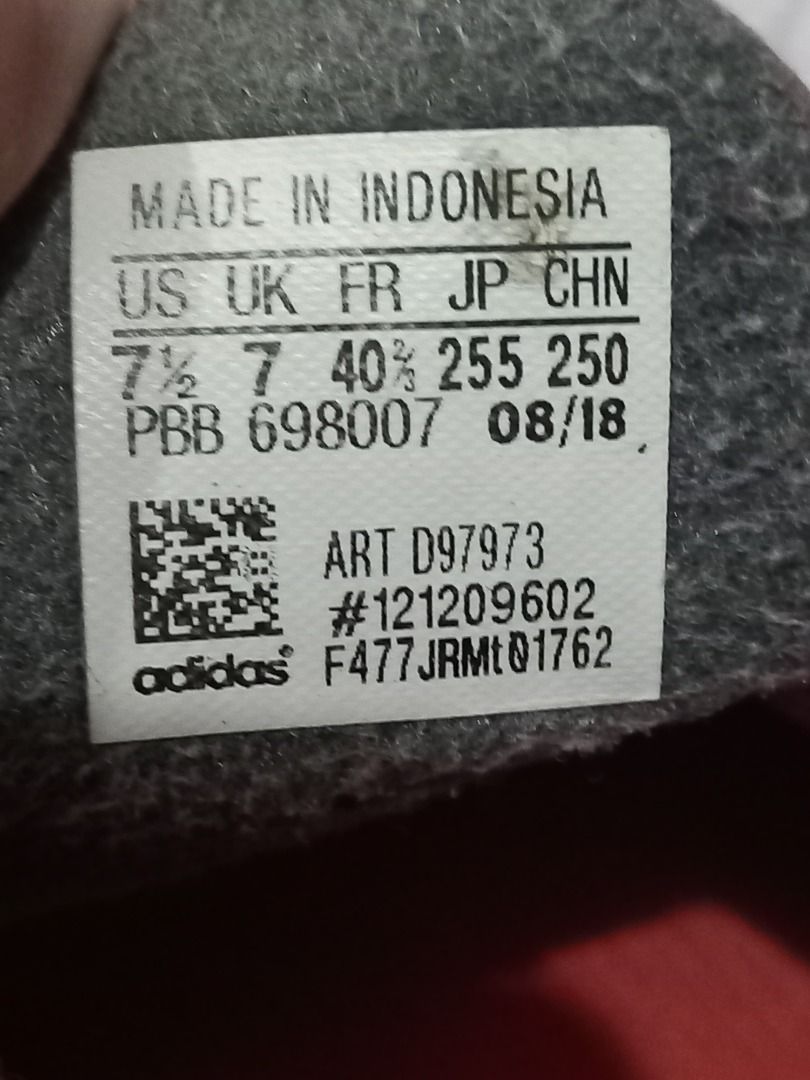 MADE IN INDONESIA
US UK FR JP CHN
7½ 7 40⅔ 255 250
PBB 698007 08/18
ART D97973
#121209602
adidas® F477JRMt01762